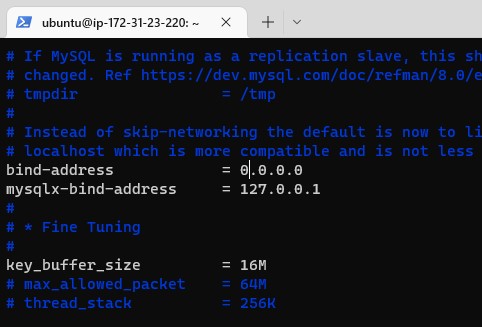 ubuntu@ip-172-31-23-220: ~
# If MySQL is running as a replication slave, this sh
# changed. Ref https://dev.mysql.com/doc/refman/8.0/e
# tmpdir = /tmp
#
# Instead of skip-networking the default is now to li
# localhost which is more compatible and is not less
bind-address = 0.0.0.0
mysqlx-bind-address = 127.0.0.1
#
# * Fine Tuning
#
key_buffer_size = 16M
# max_allowed_packet = 64M
# thread_stack = 256K